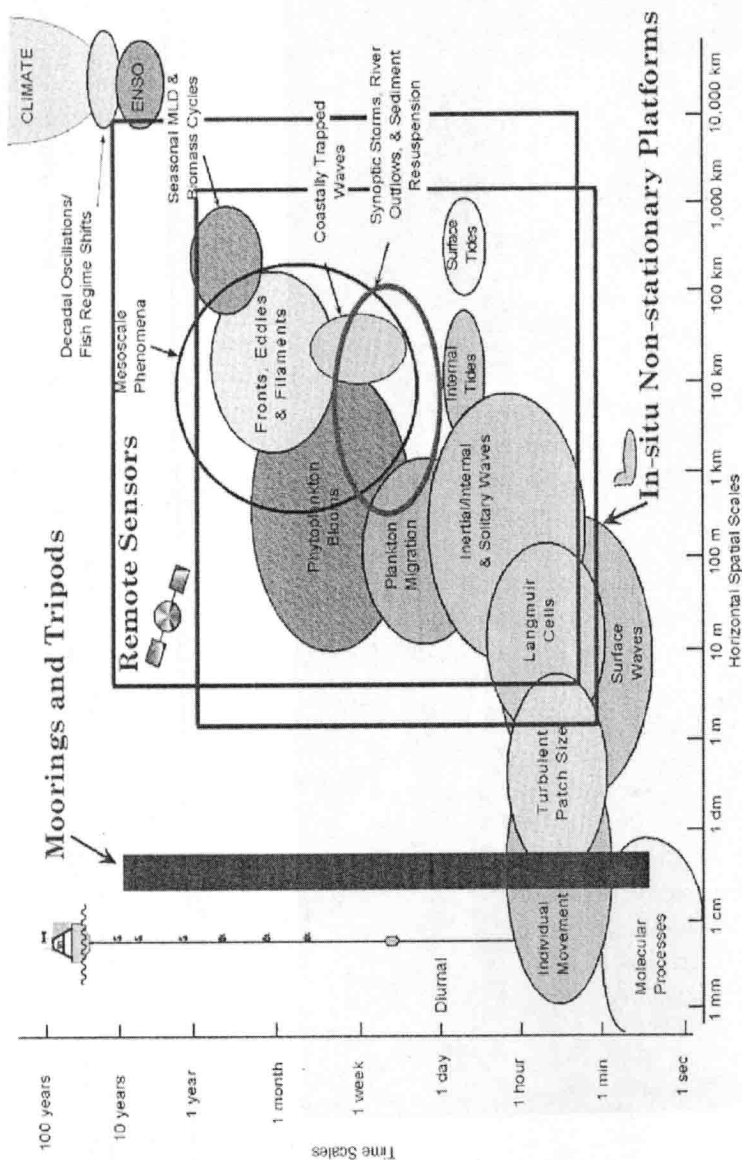 CLIMATE
ENSO
Decadal Oscillations/
Fish Regime Shifts
Seasonal MLD &
Biomass Cycles
Mesoscale
Phenomena
Coastally Trapped
Waves
Synoptic Storms, River
Outflows, & Sediment
Resuspension
Moorings and Tripods
Remote Sensors
In-situ Non-stationary Platforms
Fronts, Eddies
& Filaments
Phytoplankton
Blooms
Plankton
Migration
Surface
Tides
Internal
Tides
Inertial/Internal
& Solitary Waves
Langmuir
Cells
Surface
Waves
Turbulent
Patch Size
Individual
Movement
Molecular
Processes
Diurnal
Time Scales
100 years
10 years
1 year
1 month
1 week
1 day
1 hour
1 min
1 sec
1 mm
1 cm
1 dm
1 m
10 m
100 m
1 km
10 km
100 km
1,000 km
10,000 km
Horizontal Spatial Scales